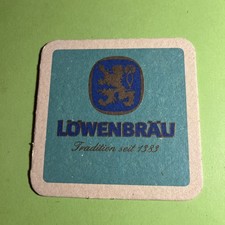 LÖWENBRÄU
Tradition seit 1383